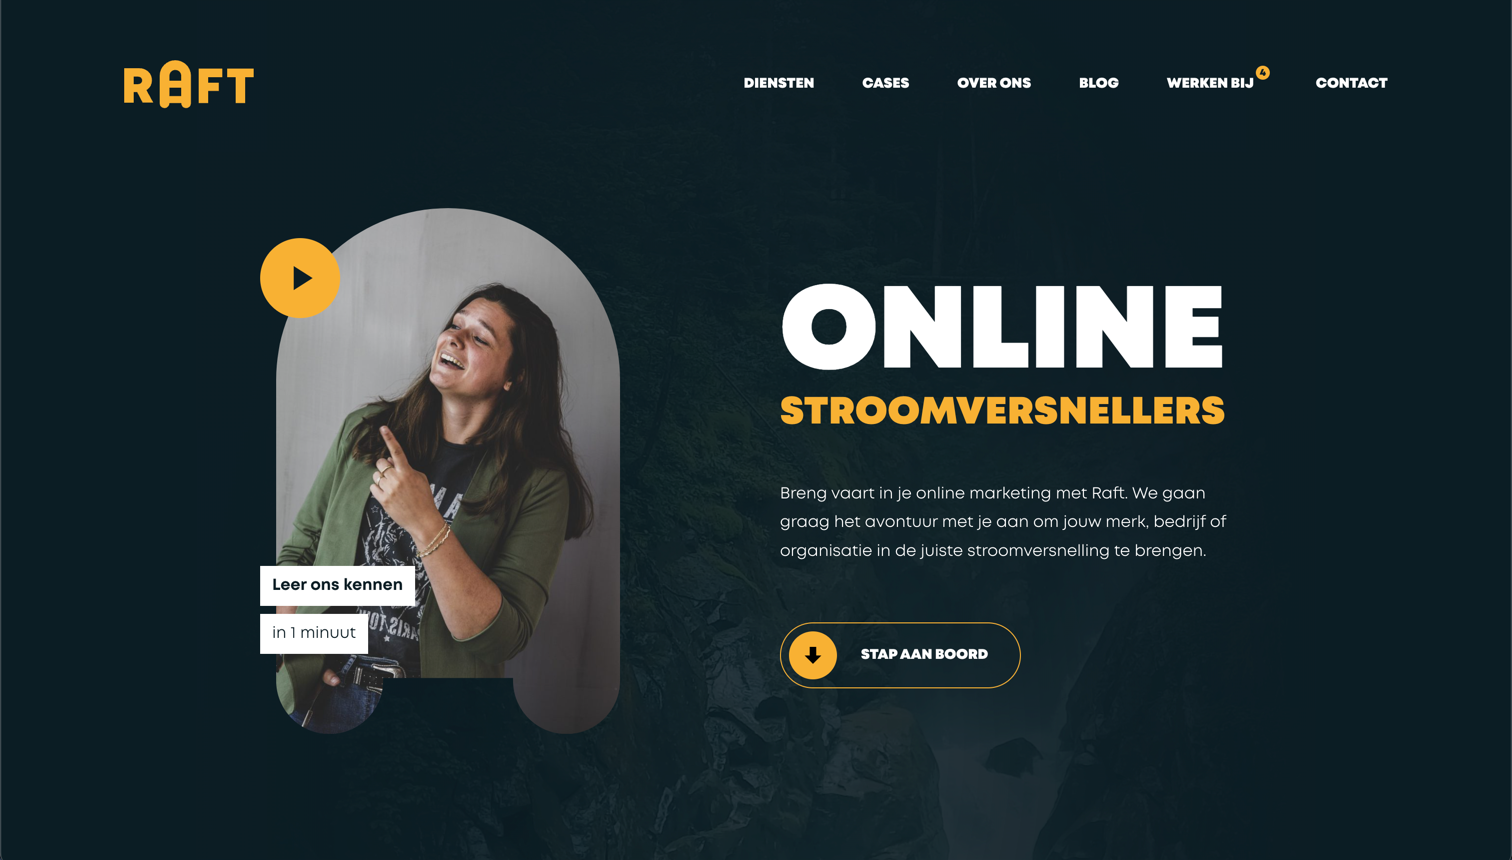 RAFT
DIENSTEN
CASES
OVER ONS
BLOG
WERKEN BIJ
4
CONTACT
Leer ons kennen
in 1 minuut
ONLINE
STROOMVERSNELLERS
Breng vaart in je online marketing met Raft. We gaan
graag het avontuur met je aan om jouw merk, bedrijf of
organisatie in de juiste stroomversnelling te brengen.
STAP AAN BOORD